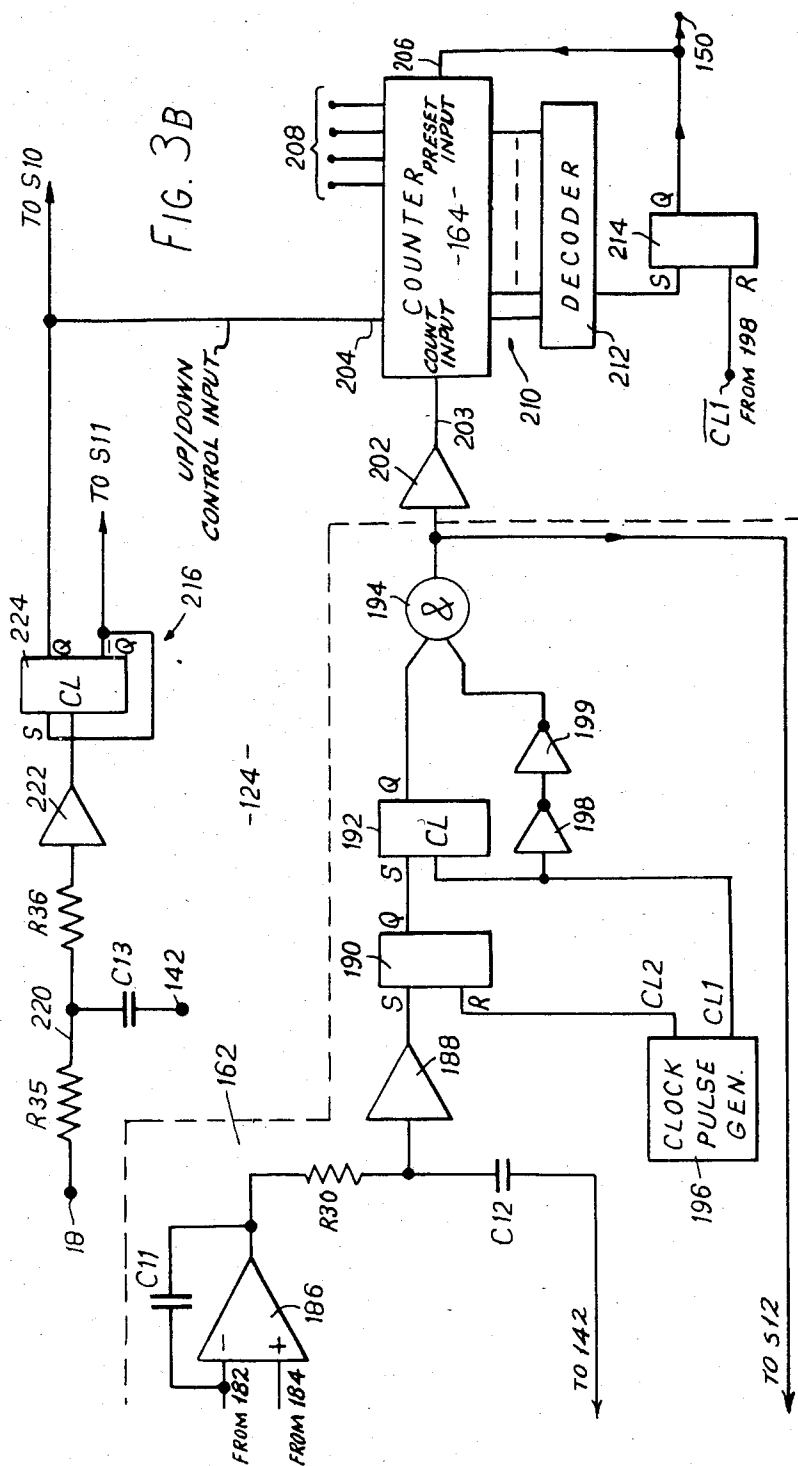 FIG. 3B
18
R35
220
R36
C13
142
222
S
224
CL
Q
Q̅
216
TO S10
TO S11
UP/DOWN
CONTROL INPUT
-124-
204
208
206
COUNTER
-164-
COUNT
INPUT
PRESET
INPUT
203
202
210
DECODER
212
214
S
Q
R
C̅L̅1̅
FROM 198
150
162
C11
186
−
+
FROM 182
FROM 184
R30
C12
TO 142
188
190
S
Q
R
192
S
Q
CL
194
&
198
199
CL2
CL1
CLOCK
PULSE
GEN.
196
TO S12